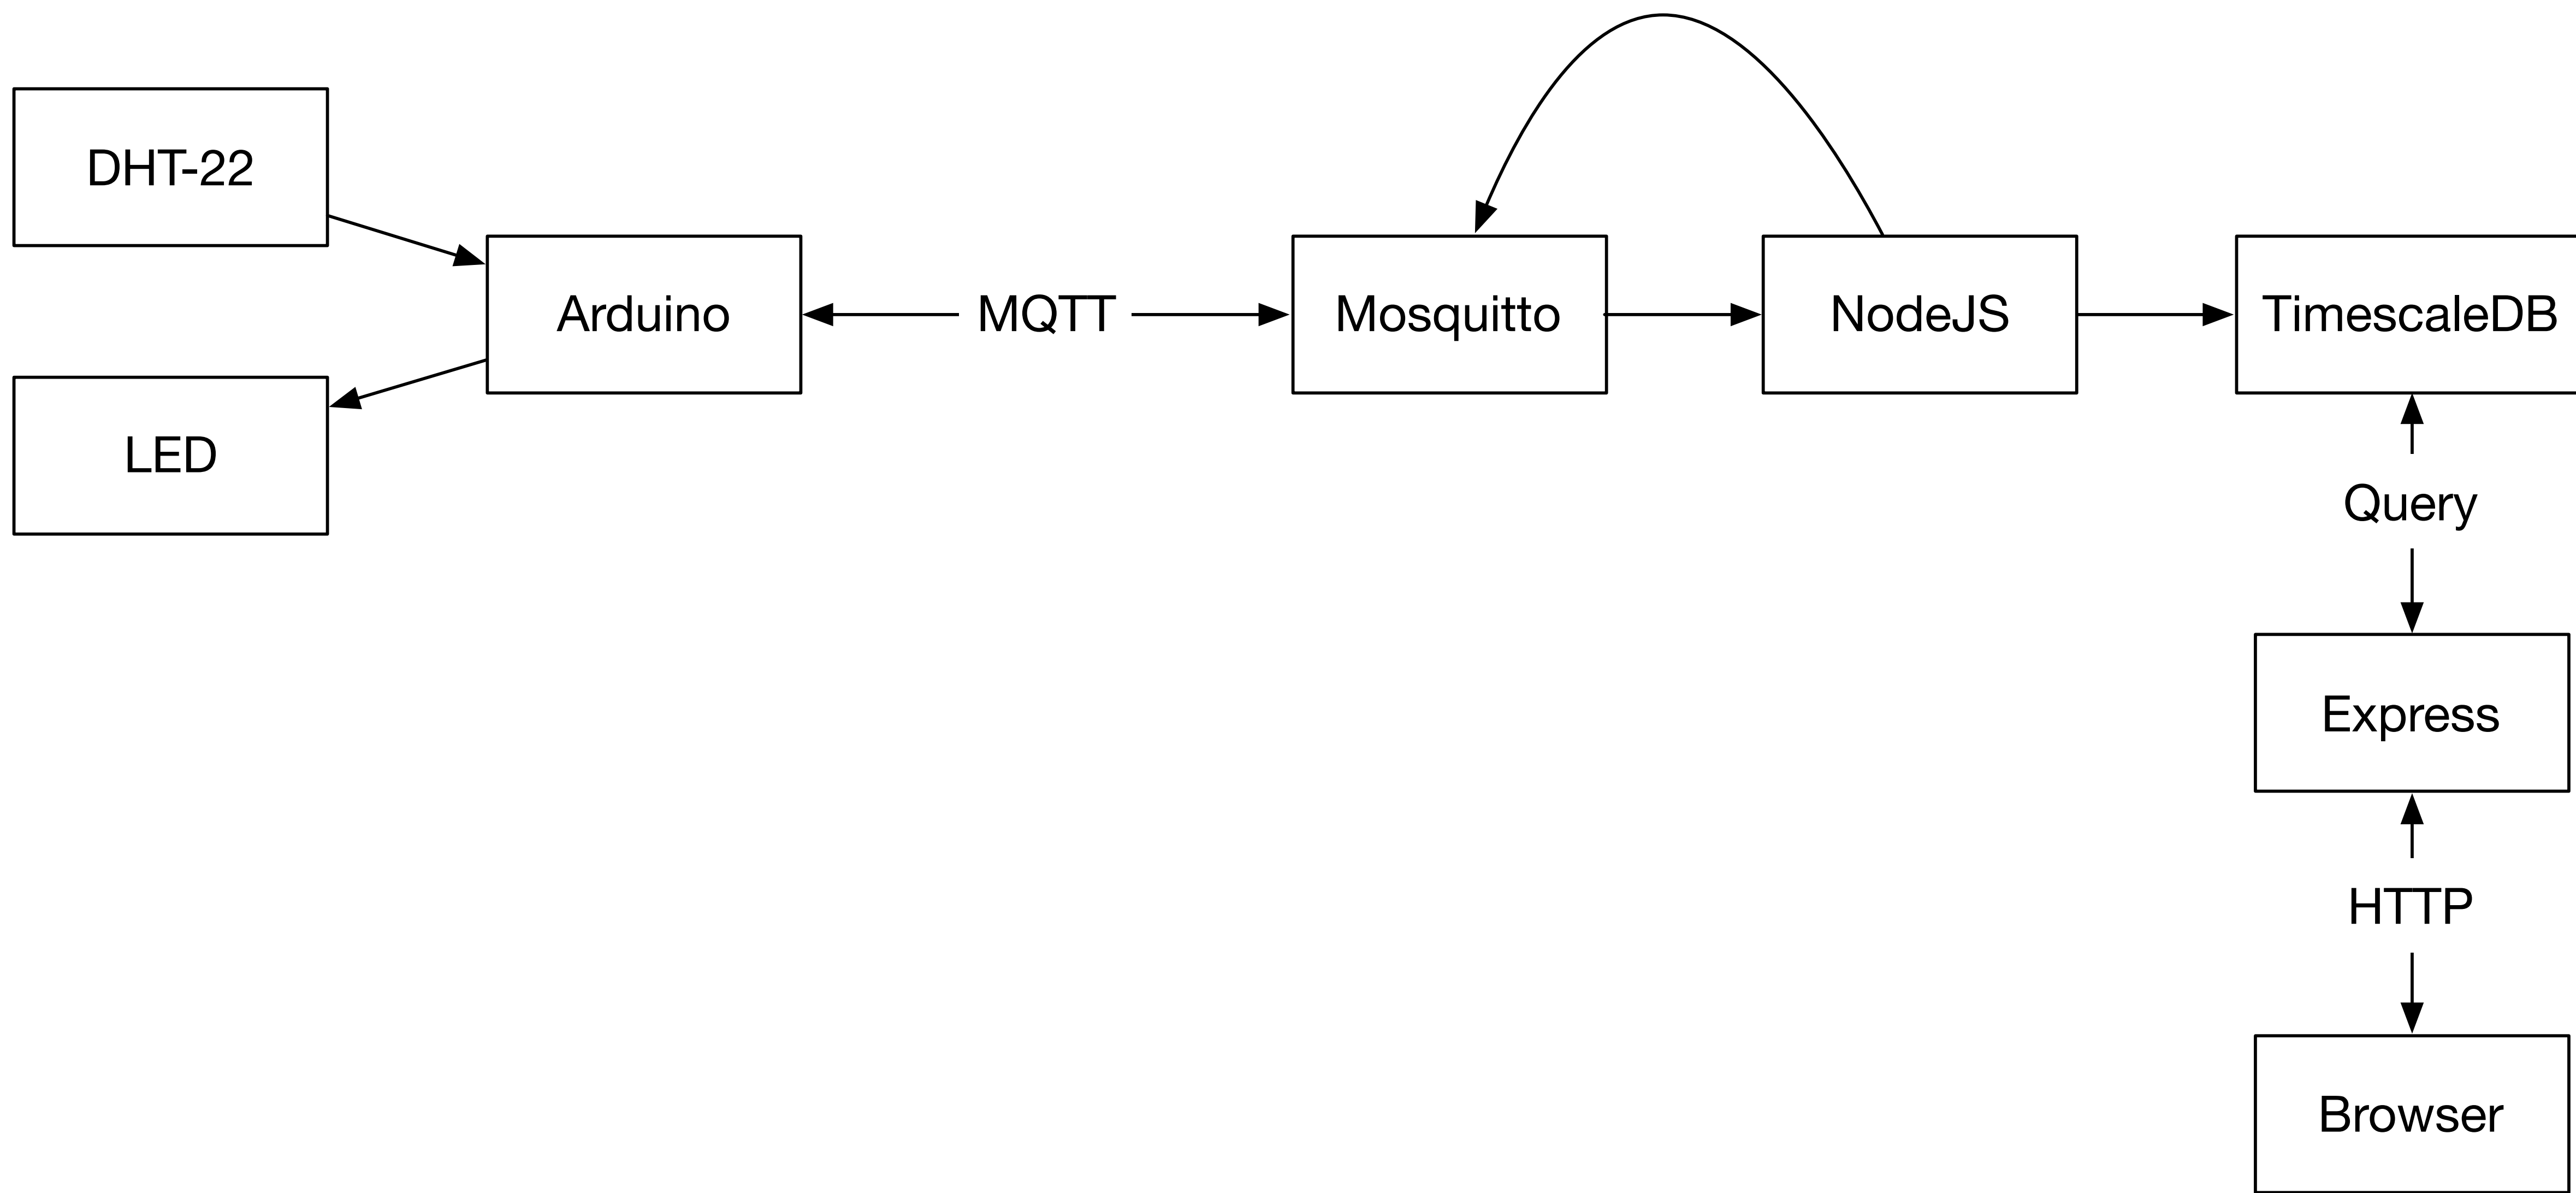 DHT-22
Arduino
MQTT
Mosquitto
NodeJS
TimescaleDB
LED
Query
Express
HTTP
Browser